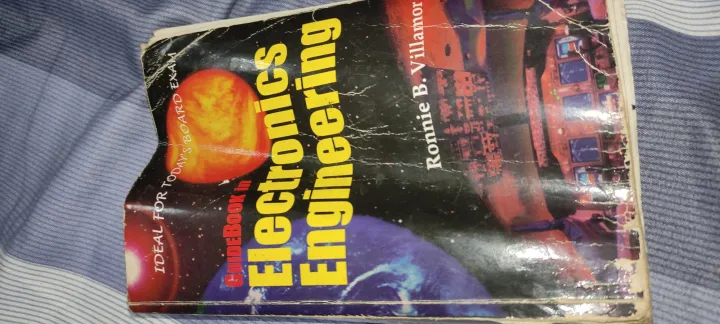 IDEAL FOR TODAY'S BOARD EXAM
GUIDEBOOK in
Electronics
Engineering
Ronnie B. Villamor